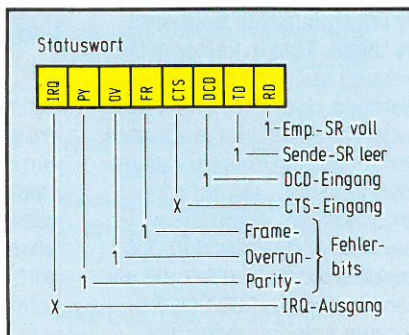 Statuswort
IRQ PY OV FR CTS DCD TD RD
1-Emp.-SR voll
1 Sende-SR leer
1 DCD-Eingang
X CTS-Eingang
1 Frame-
1 Overrun- Fehler-
bits
1 Parity-
X IRQ-Ausgang